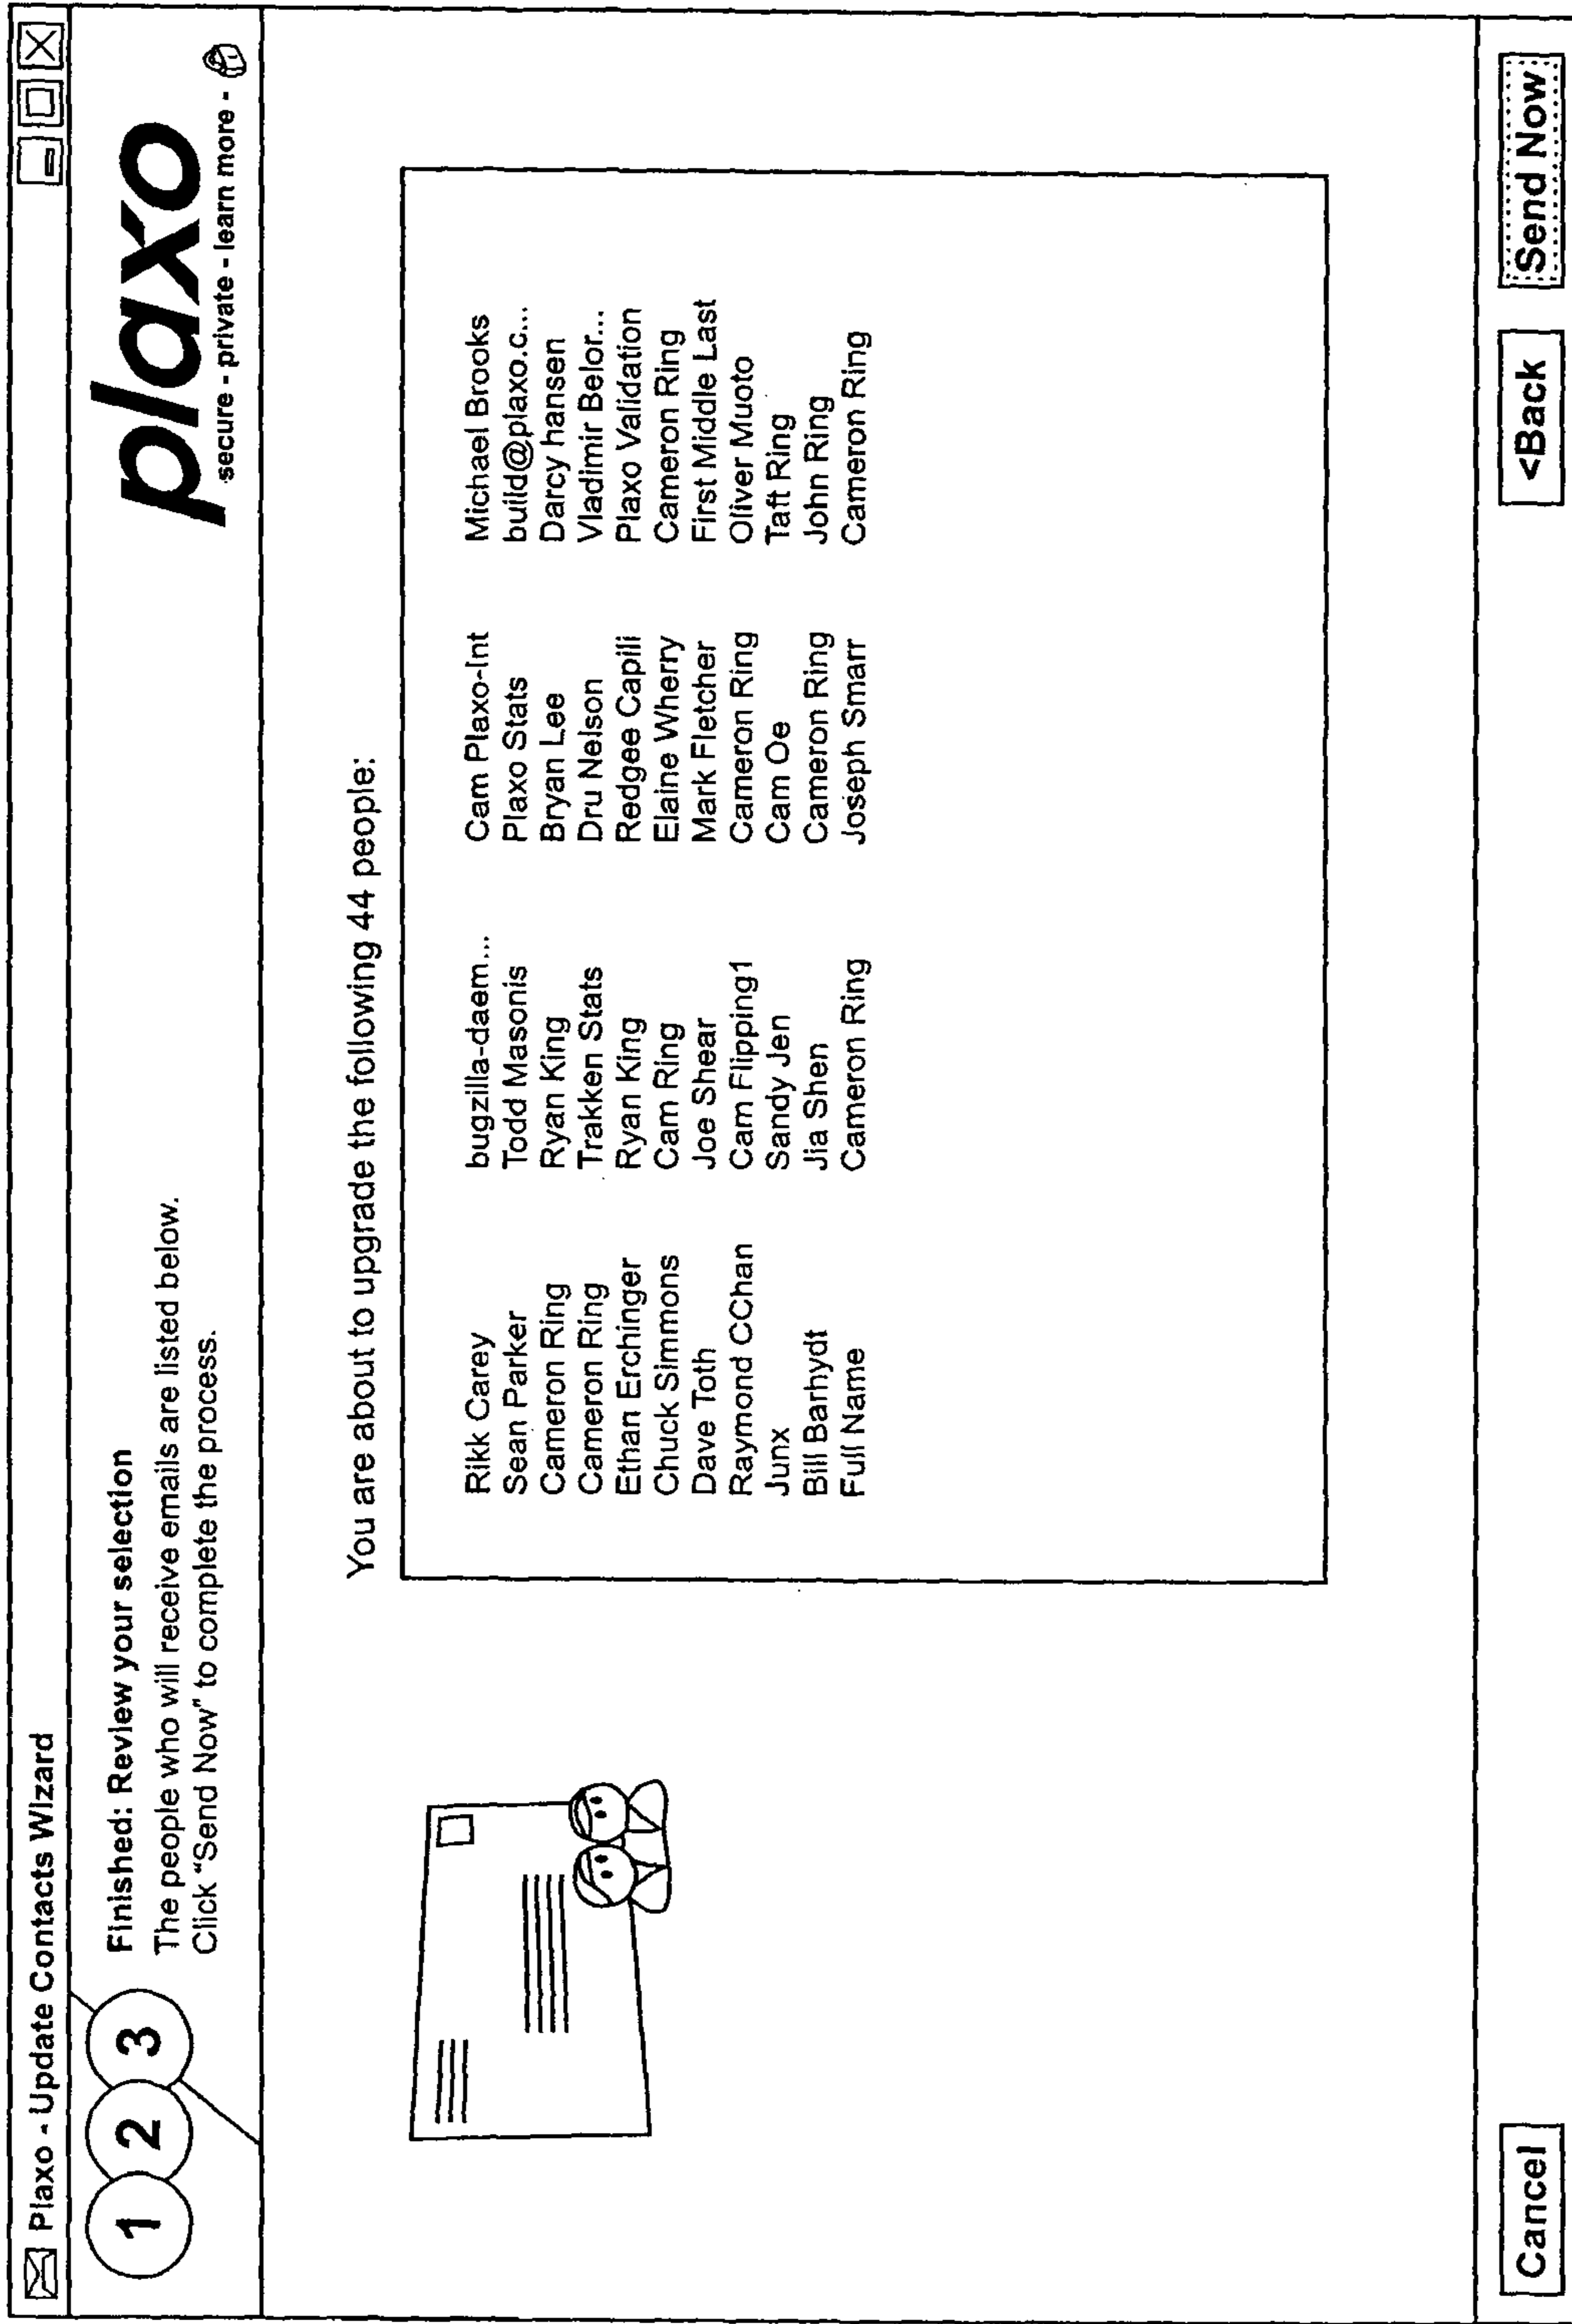 Plaxo - Update Contacts Wizard
1 2 3
Finished: Review your selection
The people who will receive emails are listed below.
Click "Send Now" to complete the process.
plaxo
secure - private - learn more -
You are about to upgrade the following 44 people:
Rikk Carey bugzilla-daem... Cam Plaxo-Int Michael Brooks
Sean Parker Todd Masonis Plaxo Stats build@plaxo.c...
Cameron Ring Ryan King Bryan Lee Darcy hansen
Cameron Ring Trakken Stats Dru Nelson Vladimir Belor...
Ethan Erchinger Ryan King Redgee Capili Plaxo Validation
Chuck Simmons Cam Ring Elaine Wherry Cameron Ring
Dave Toth Joe Shear Mark Fletcher First Middle Last
Raymond CChan Cam Flipping1 Cameron Ring Oliver Muoto
Junx Sandy Jen Cam Oe Taft Ring
Bill Barhydt Jia Shen Cameron Ring John Ring
Full Name Cameron Ring Joseph Smarr Cameron Ring
Cancel <Back Send Now